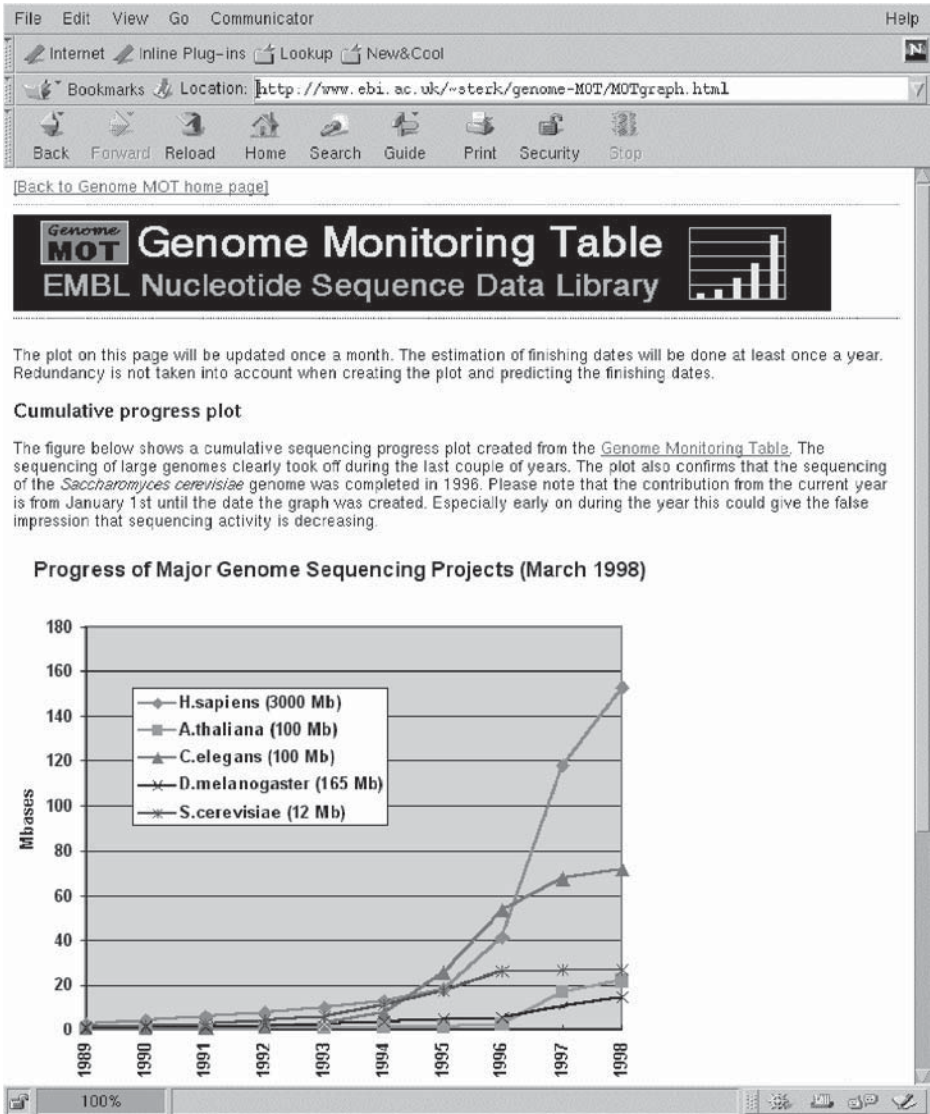 File Edit View Go Communicator Help
Internet Inline Plug-ins Lookup New&Cool
N
Bookmarks Location: http://www.ebi.ac.uk/~sterk/genome-MOT/MOTgraph.html
Back Forward Reload Home Search Guide Print Security Stop
[Back to Genome MOT home page]
Genome
MOT
Genome Monitoring Table
EMBL Nucleotide Sequence Data Library
The plot on this page will be updated once a month. The estimation of finishing dates will be done at least once a year.
Redundancy is not taken into account when creating the plot and predicting the finishing dates.
Cumulative progress plot
The figure below shows a cumulative sequencing progress plot created from the Genome Monitoring Table. The
sequencing of large genomes clearly took off during the last couple of years. The plot also confirms that the sequencing
of the Saccharomyces cerevisiae genome was completed in 1996. Please note that the contribution from the current year
is from January 1st until the date the graph was created. Especially early on during the year this could give the false
impression that sequencing activity is decreasing.
Progress of Major Genome Sequencing Projects (March 1998)
180
160
140
120
100
80
60
40
20
0
Mbases
H.sapiens (3000 Mb)
A.thaliana (100 Mb)
C.elegans (100 Mb)
D.melanogaster (165 Mb)
S.cerevisiae (12 Mb)
1989 1990 1991 1992 1993 1994 1995 1996 1997 1998
100%